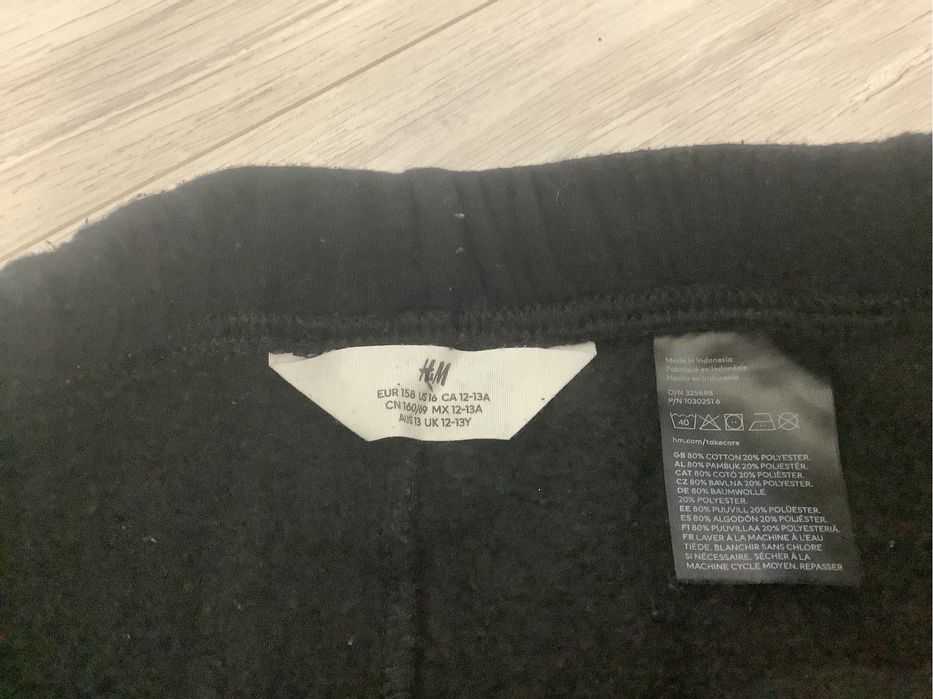 H&M
EUR 158 US 16 CA 12-13A
CN 160/69 MX 12-13A
AUS 13 UK 12-13Y
Made in Indonesia
Fabriqué en Indonésie
Hecho en Indonesia
O/N 325888
P/N 1030251 6
40
hm.com/takecare
GB 80% COTTON 20% POLYESTER.
AL 80% PAMBUK 20% POLIESTËR.
CAT 80% COTÓ 20% POLIÈSTER.
CZ 80% BAVLNA 20% POLYESTER.
DE 80% BAUMWOLLE
20% POLYESTER.
EE 80% PUUVILL 20% POLÜESTER.
ES 80% ALGODÓN 20% POLIÉSTER.
FI 80% PUUVILLAA 20% POLYESTERIÄ.
FR LAVER À LA MACHINE À L'EAU
TIÈDE. BLANCHIR SANS CHLORE
SI NÉCESSAIRE. SÉCHER À LA
MACHINE CYCLE MOYEN. REPASSER